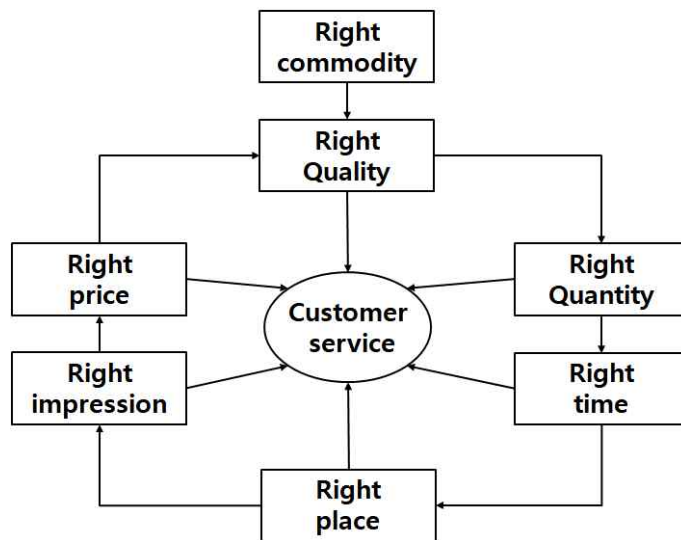 Right
commodity
Right
Quality
Right
price
Right
Quantity
Customer
service
Right
impression
Right
time
Right
place